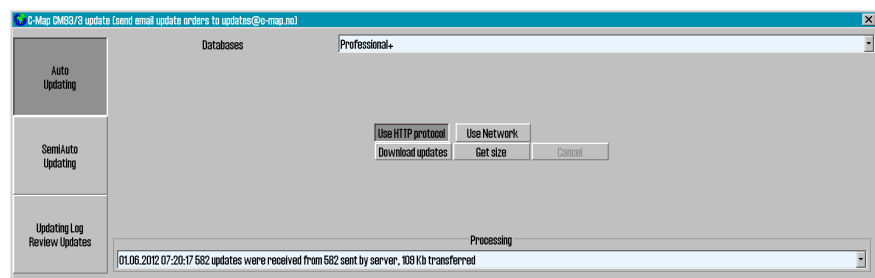 C-Map CM93/3 update (send email update orders to updates@c-map.no)
Databases
Professional+
Auto
Updating
Use HTTP protocol
Use Network
Download updates
Get size
Cancel
SemiAuto
Updating
Updating Log
Review Updates
Processing
01.06.2012 07:20:17 582 updates were received from 582 sent by server, 109 Kb transferred